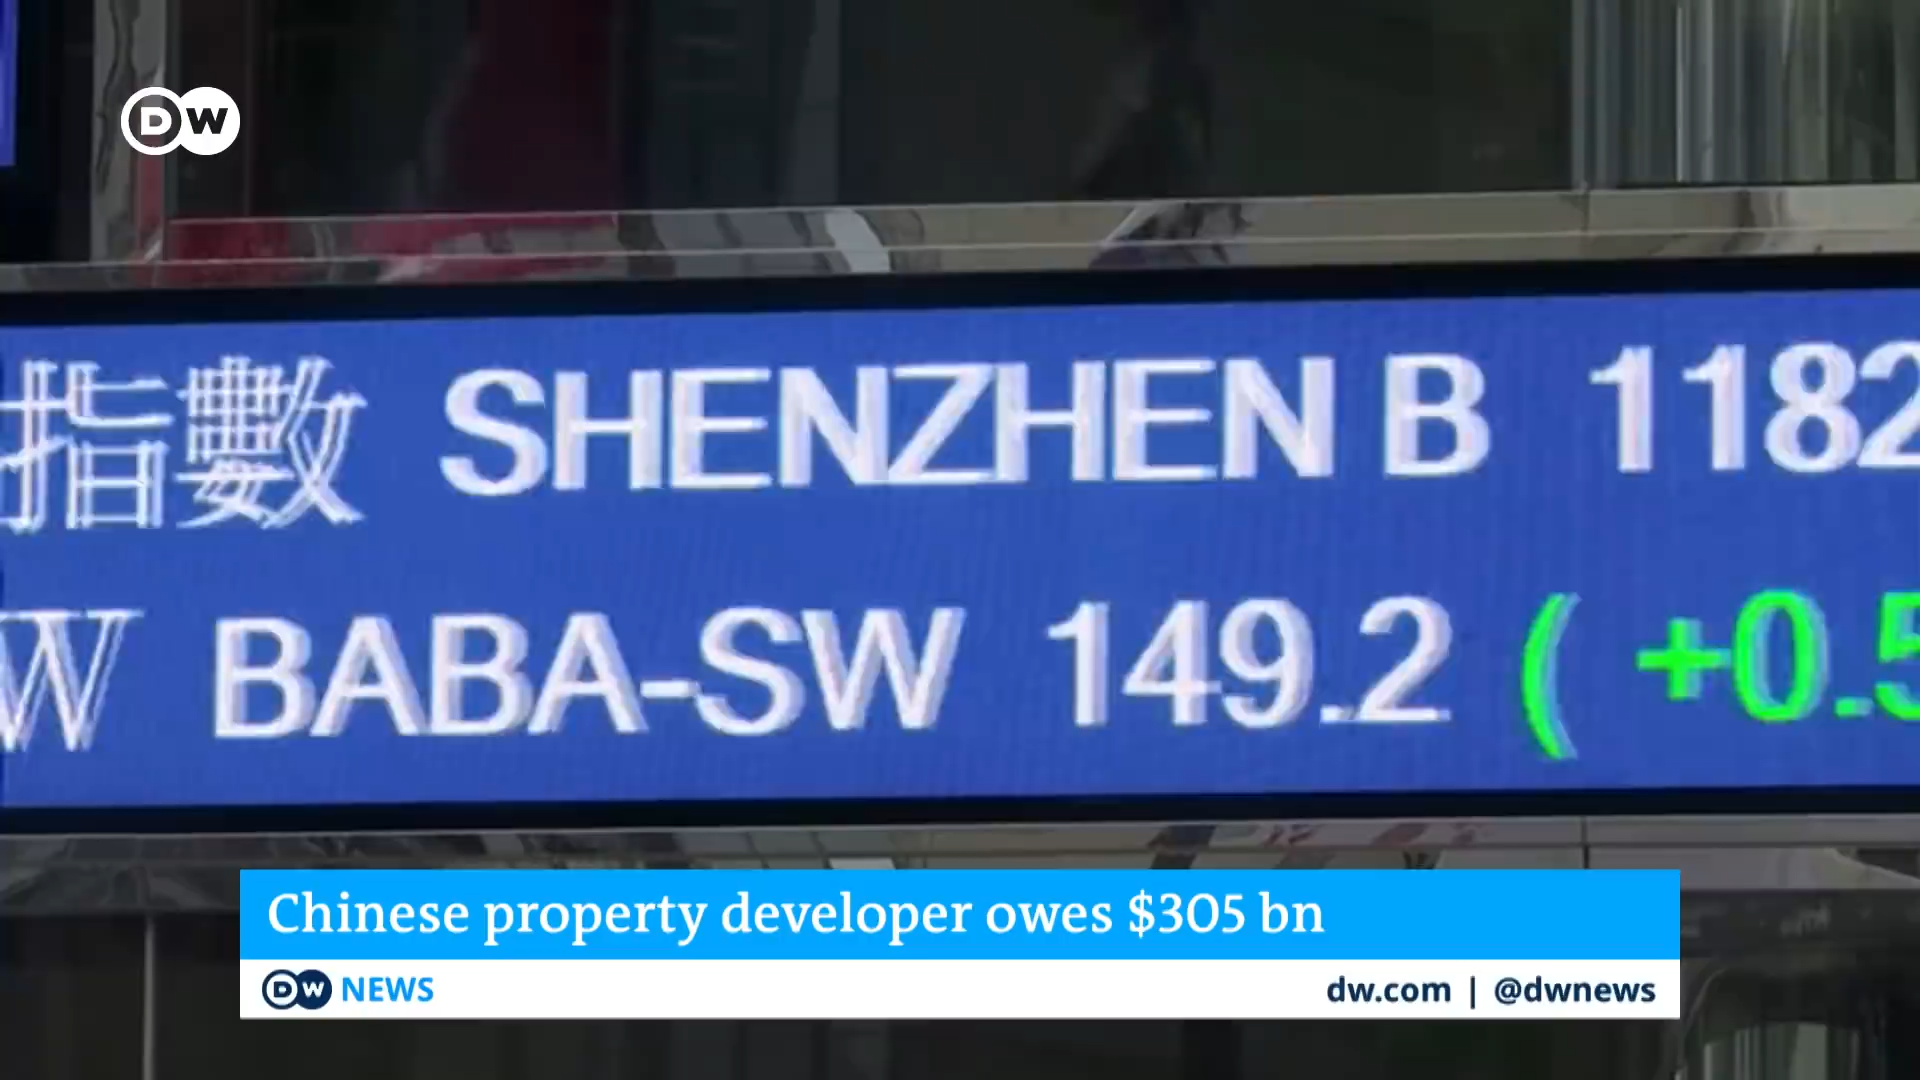 DW
指數 SHENZHEN B 1182
W BABA-SW 149.2 ( +0.5
Chinese property developer owes $305 bn
DW NEWS
dw.com | @dwnews